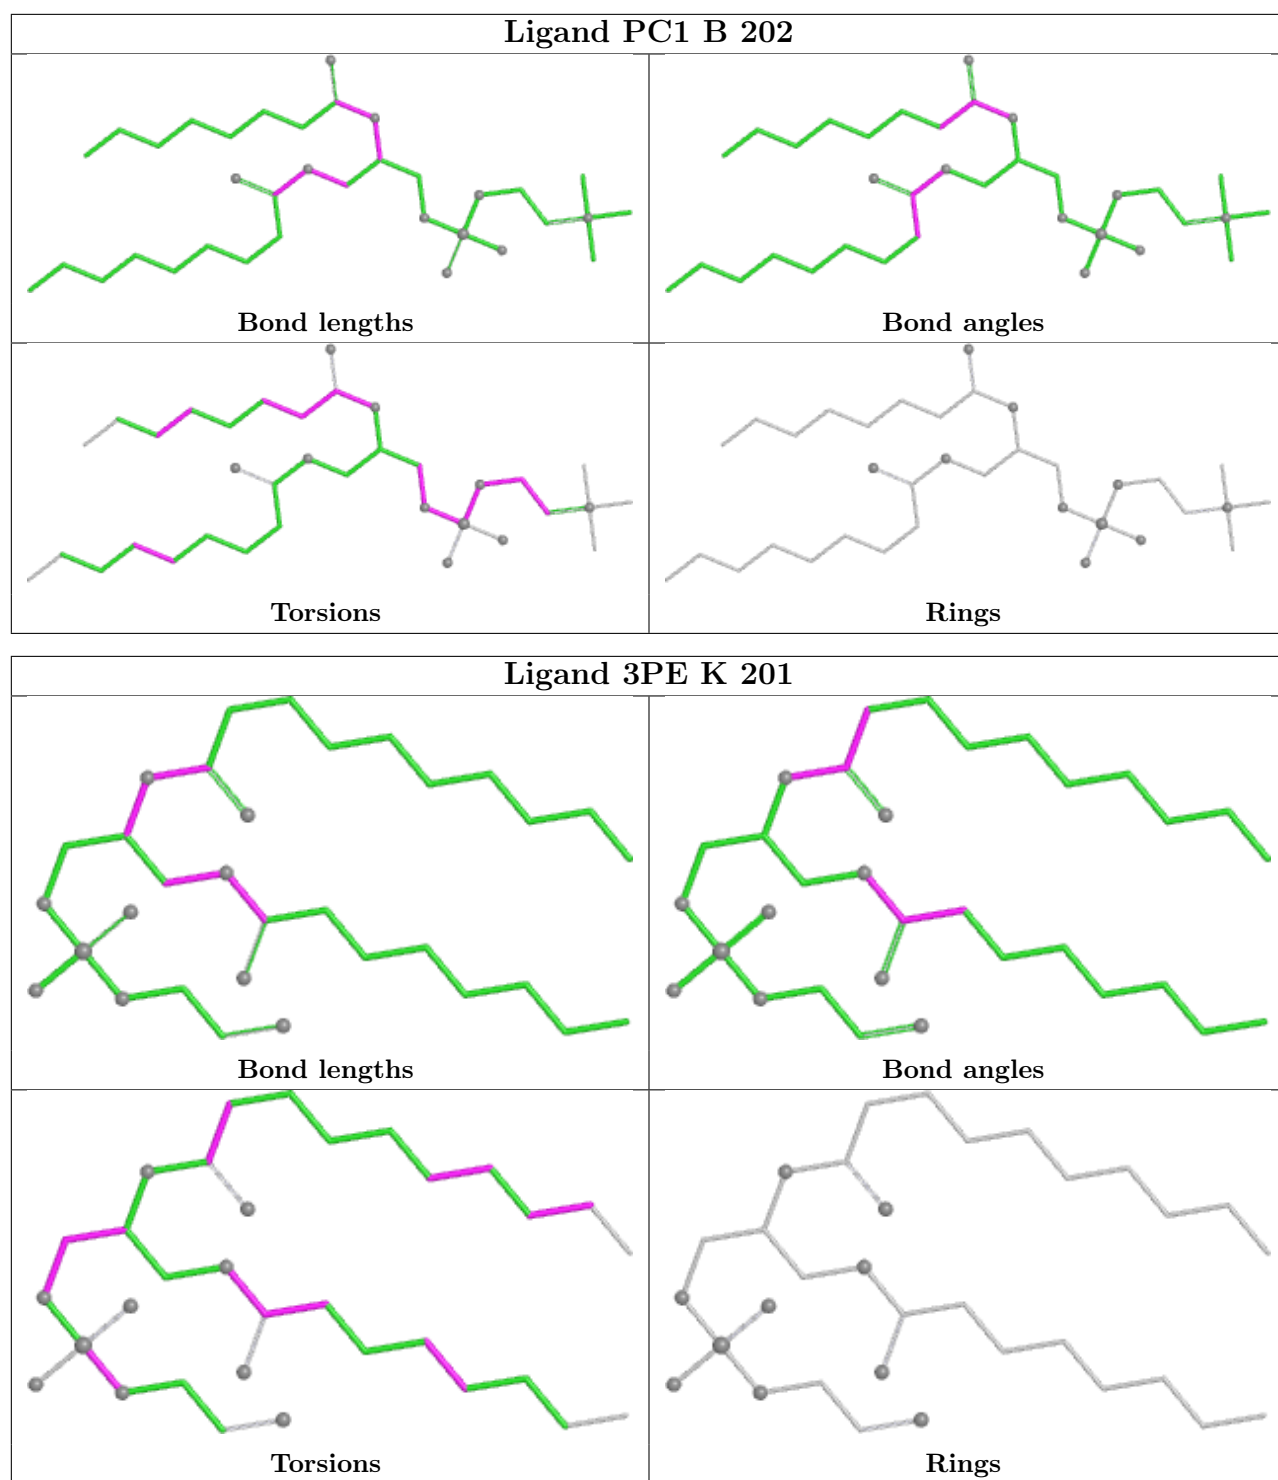 Ligand PC1 B 202
Bond lengths
Bond angles
Torsions
Rings
Ligand 3PE K 201
Bond lengths
Bond angles
Torsions
Rings